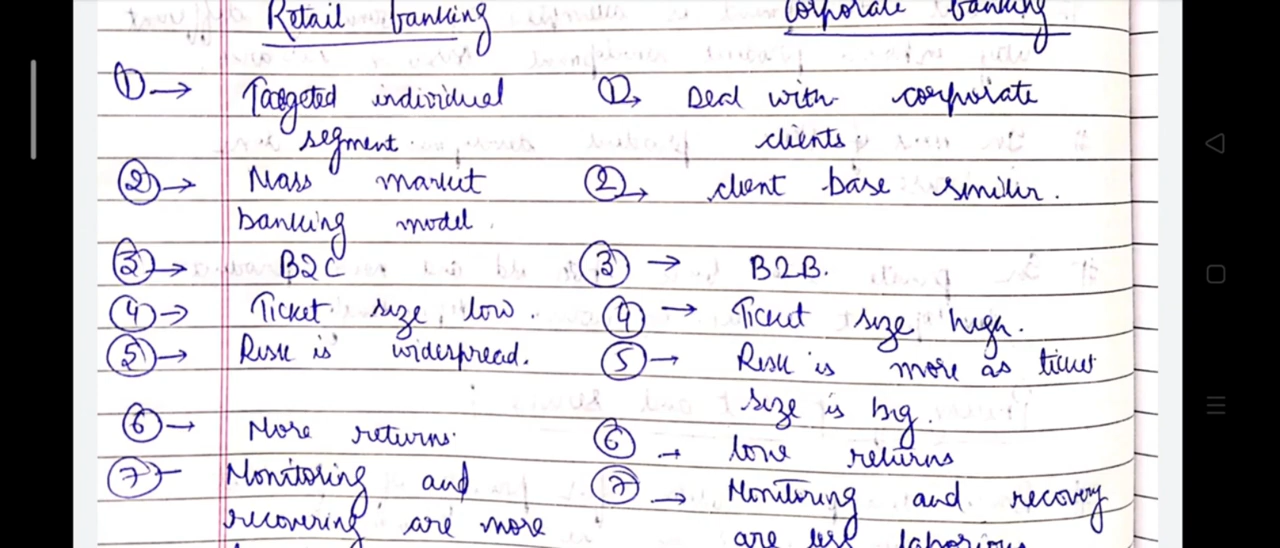 Retail banking
Corporate banking
① → Targeted individual
segment
① → Deal with corporate
clients
② → Mass market
banking model.
② → client base similir.
③ → B2C
③ → B2B.
④ → Ticket size low.
④ → Ticket size high.
⑤ → Risk is widespread.
⑤ → Risk is more as ticket
size is big.
⑥ → More returns.
⑥ → returns
⑦ - Monitoring and
recovering are more
⑦ → Monitoring and recovery
are less laborious